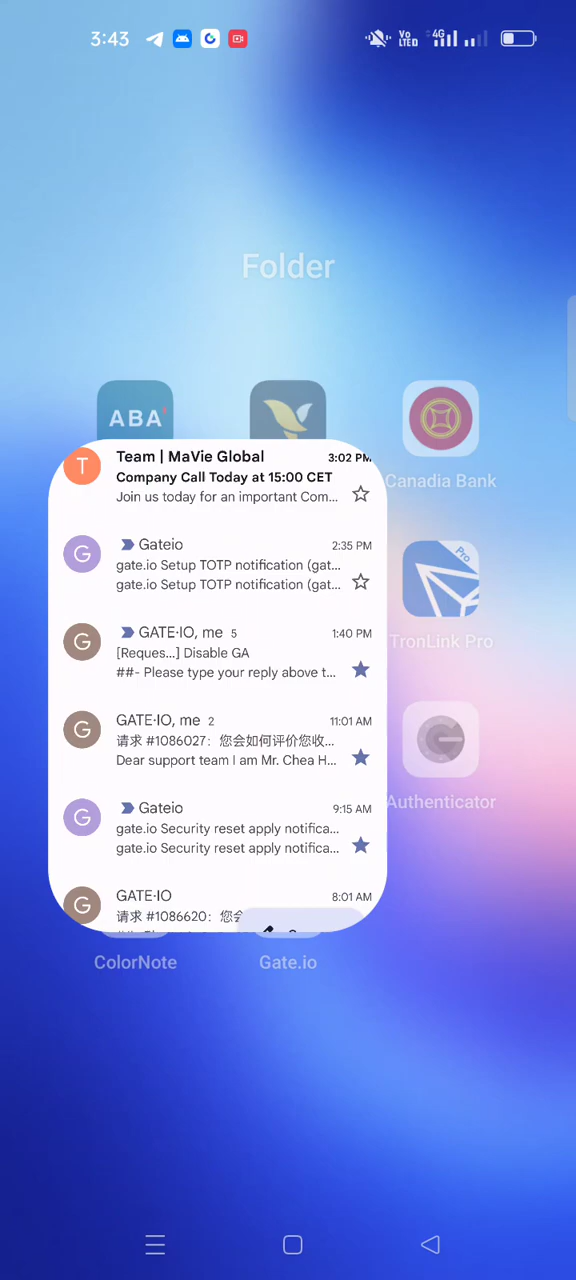 3:43
Vo
LTED
4G
Folder
ABA
Canadia Bank
T
Team | MaVie Global
3:02 PM
Company Call Today at 15:00 CET
Join us today for an important Com...
G
Gateio
2:35 PM
gate.io Setup TOTP notification (gat...
gate.io Setup TOTP notification (gat...
Pro
TronLink Pro
G
GATE·IO, me 5
1:40 PM
[Reques...] Disable GA
##- Please type your reply above t...
G
GATE·IO, me 2
11:01 AM
请求 #1086027：您会如何评价您收...
Dear support team I am Mr. Chea H...
Authenticator
G
Gateio
9:15 AM
gate.io Security reset apply notifica...
gate.io Security reset apply notifica...
G
GATE·IO
8:01 AM
请求 #1086620：您会
ColorNote
Gate.io